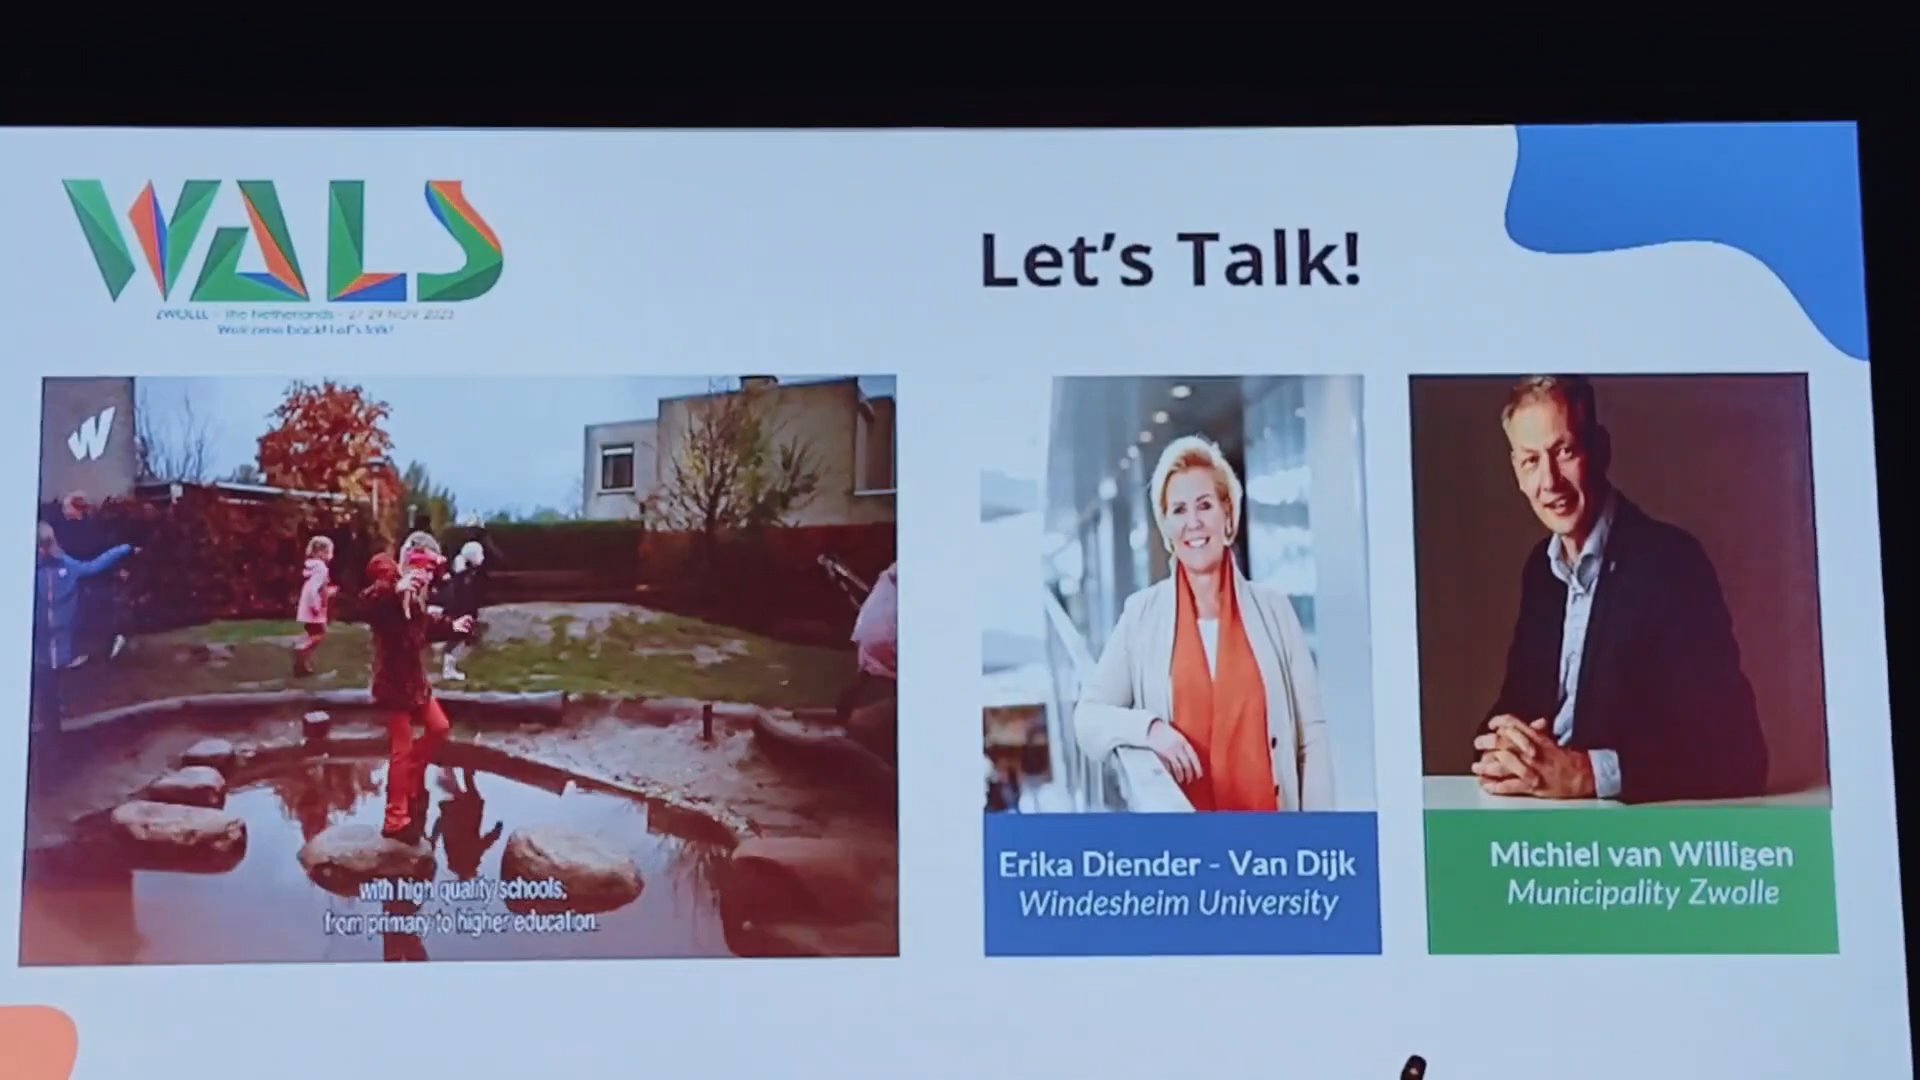 WALS
ZWOLLE - The Netherlands - 27-29 NOV 2023
Welcome back! Let's talk!
Let's Talk!
W
with high quality schools,
from primary to higher education.
Erika Diender - Van Dijk
Windesheim University
Michiel van Willigen
Municipality Zwolle